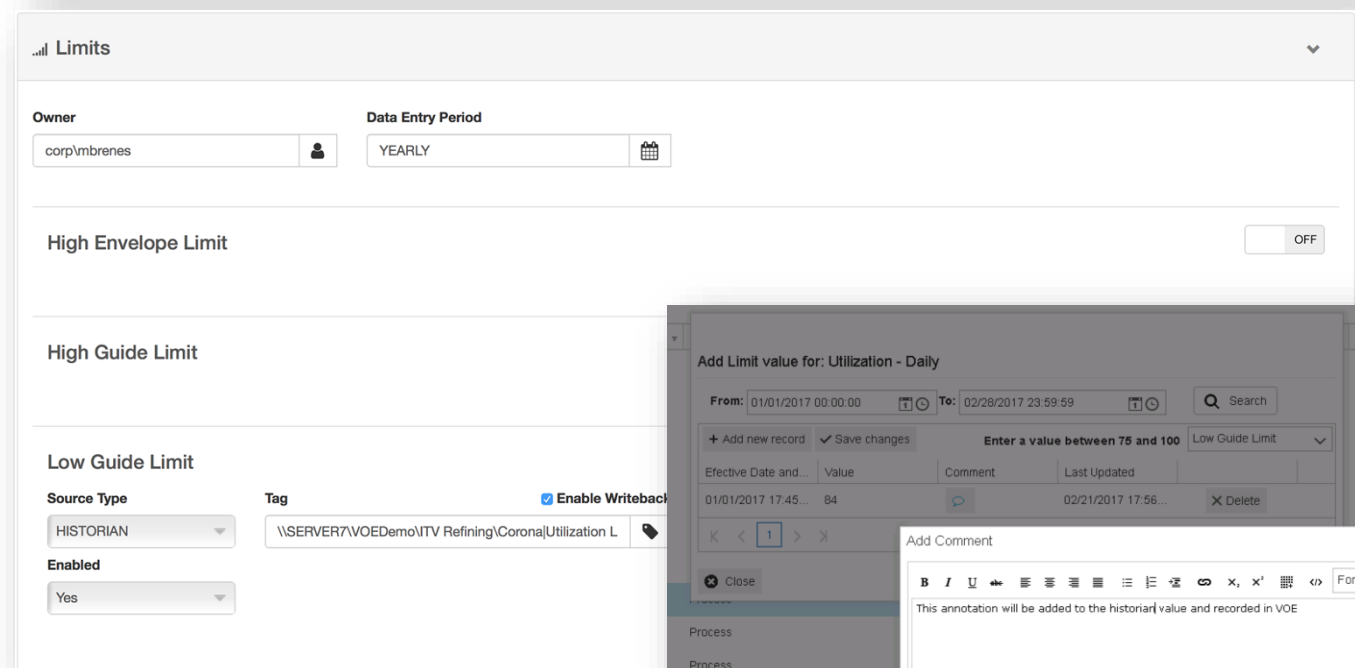 Limits
Owner
Data Entry Period
corp\mbrenes
YEARLY
High Envelope Limit
OFF
High Guide Limit
Low Guide Limit
Source Type
Tag
Enable Writeback
HISTORIAN
\\SERVER7\VOEDemo\ITV Refining\Corona|Utilization L
Enabled
Yes
Add Limit value for: Utilization - Daily
From: 01/01/2017 00:00:00 To: 02/28/2017 23:59:59 Search
+ Add new record Save changes Enter a value between 75 and 100 Low Guide Limit
Efective Date and... Value Comment Last Updated
01/01/2017 17:45... 84 02/21/2017 17:56... Delete
1
Close
Process
Process
Process
Add Comment
B I U abc x, x² </> For
This annotation will be added to the historian value and recorded in VOE